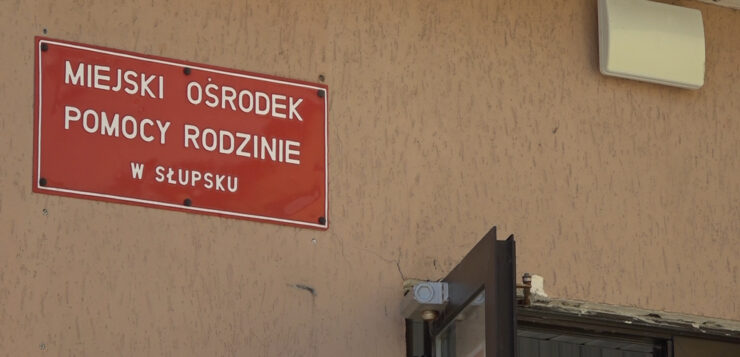 MIEJSKI OŚRODEK
POMOCY RODZINIE
W SŁUPSKU